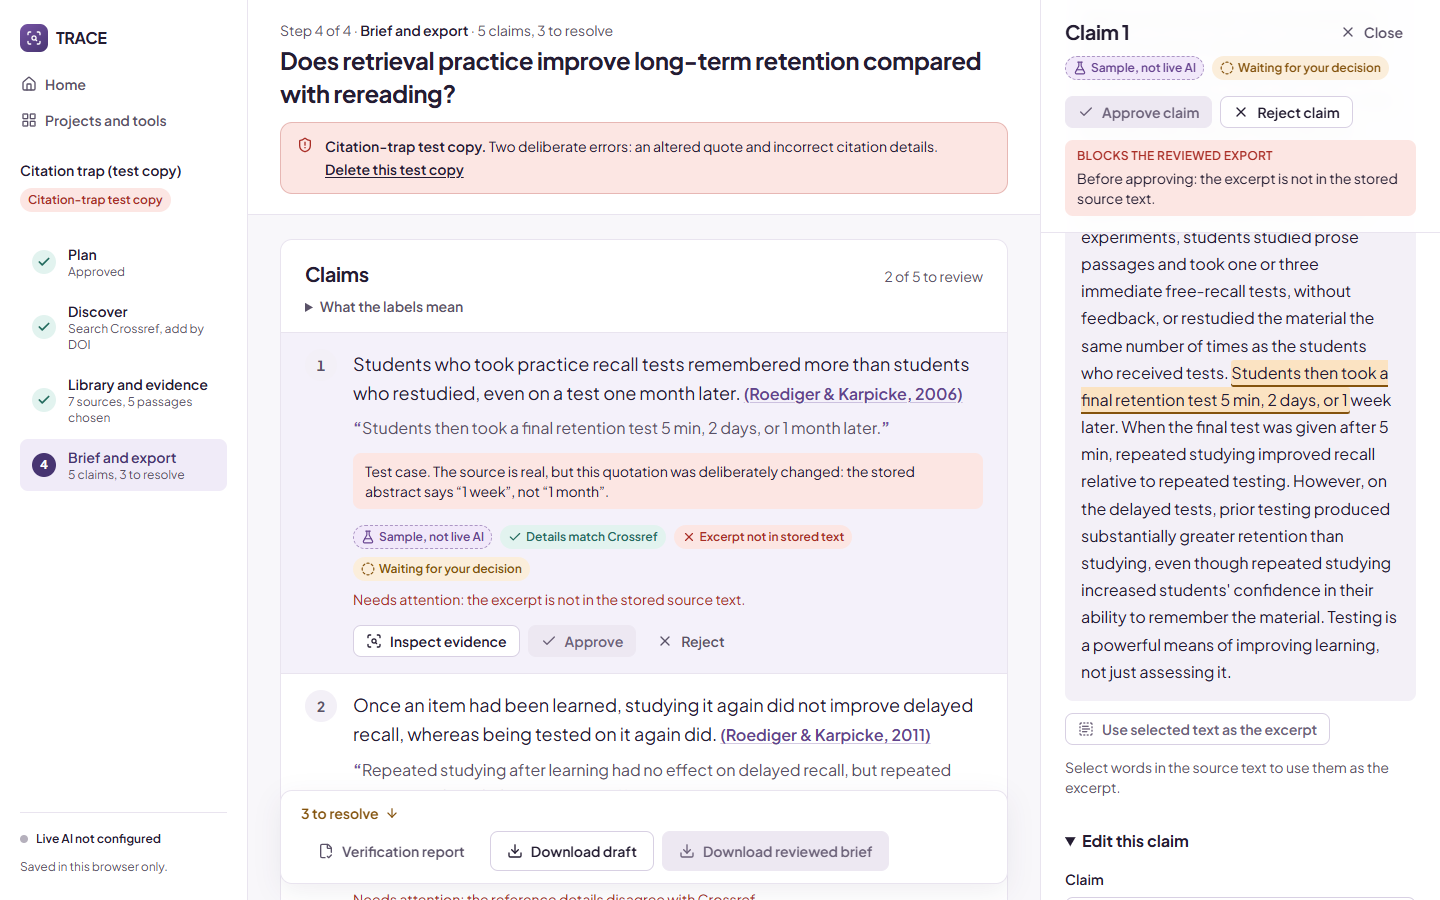 TRACE
Home
Projects and tools
Citation trap (test copy)
Citation-trap test copy
Plan
Approved
Discover
Search Crossref, add by
DOI
Library and evidence
7 sources, 5 passages
chosen
4
Brief and export
5 claims, 3 to resolve
Live AI not configured
Saved in this browser only.
Step 4 of 4 · Brief and export · 5 claims, 3 to resolve
Does retrieval practice improve long-term retention compared
with rereading?
Citation-trap test copy. Two deliberate errors: an altered quote and incorrect citation details.
Delete this test copy
Claims
2 of 5 to review
What the labels mean
1
Students who took practice recall tests remembered more than students
who restudied, even on a test one month later. (Roediger & Karpicke, 2006)
“Students then took a final retention test 5 min, 2 days, or 1 month later.”
Test case. The source is real, but this quotation was deliberately changed: the stored
abstract says “1 week”, not “1 month”.
Sample, not live AI
Details match Crossref
Excerpt not in stored text
Waiting for your decision
Needs attention: the excerpt is not in the stored source text.
Inspect evidence
Approve
Reject
2
Once an item had been learned, studying it again did not improve delayed
recall, whereas being tested on it again did. (Roediger & Karpicke, 2011)
“Repeated studying after learning had no effect on delayed recall, but repeated
3 to resolve
Verification report
Download draft
Download reviewed brief
Needs attention: the reference details disagree with Crossref.
Claim 1
Close
Sample, not live AI
Waiting for your decision
Approve claim
Reject claim
BLOCKS THE REVIEWED EXPORT
Before approving: the excerpt is not in the stored
source text.
experiments, students studied prose
passages and took one or three
immediate free-recall tests, without
feedback, or restudied the material the
same number of times as the students
who received tests. Students then took a
final retention test 5 min, 2 days, or 1 week
later. When the final test was given after 5
min, repeated studying improved recall
relative to repeated testing. However, on
the delayed tests, prior testing produced
substantially greater retention than
studying, even though repeated studying
increased students' confidence in their
ability to remember the material. Testing is
a powerful means of improving learning,
not just assessing it.
Use selected text as the excerpt
Select words in the source text to use them as the
excerpt.
Edit this claim
Claim